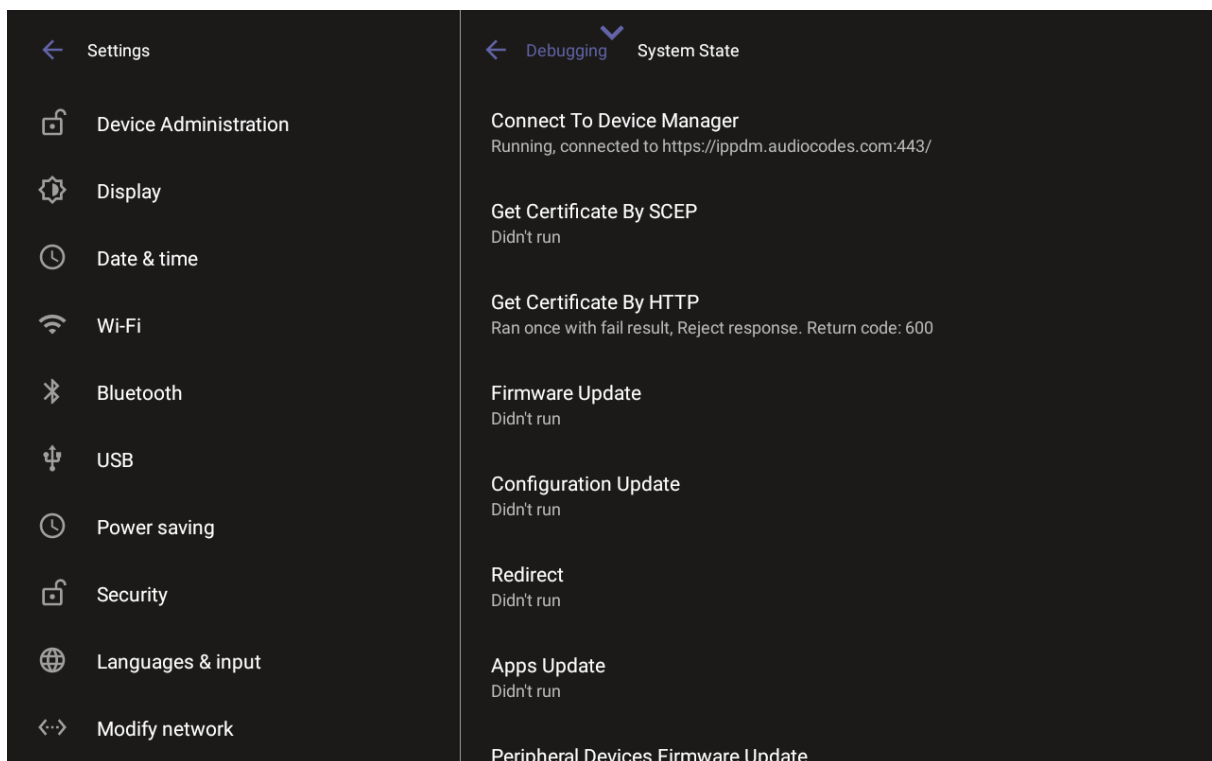 Settings
Device Administration
Display
Date & time
Wi-Fi
Bluetooth
USB
Power saving
Security
Languages & input
Modify network
Debugging System State
Connect To Device Manager
Running, connected to https://ippdm.audiocodes.com:443/
Get Certificate By SCEP
Didn't run
Get Certificate By HTTP
Ran once with fail result, Reject response. Return code: 600
Firmware Update
Didn't run
Configuration Update
Didn't run
Redirect
Didn't run
Apps Update
Didn't run
Peripheral Devices Firmware Update